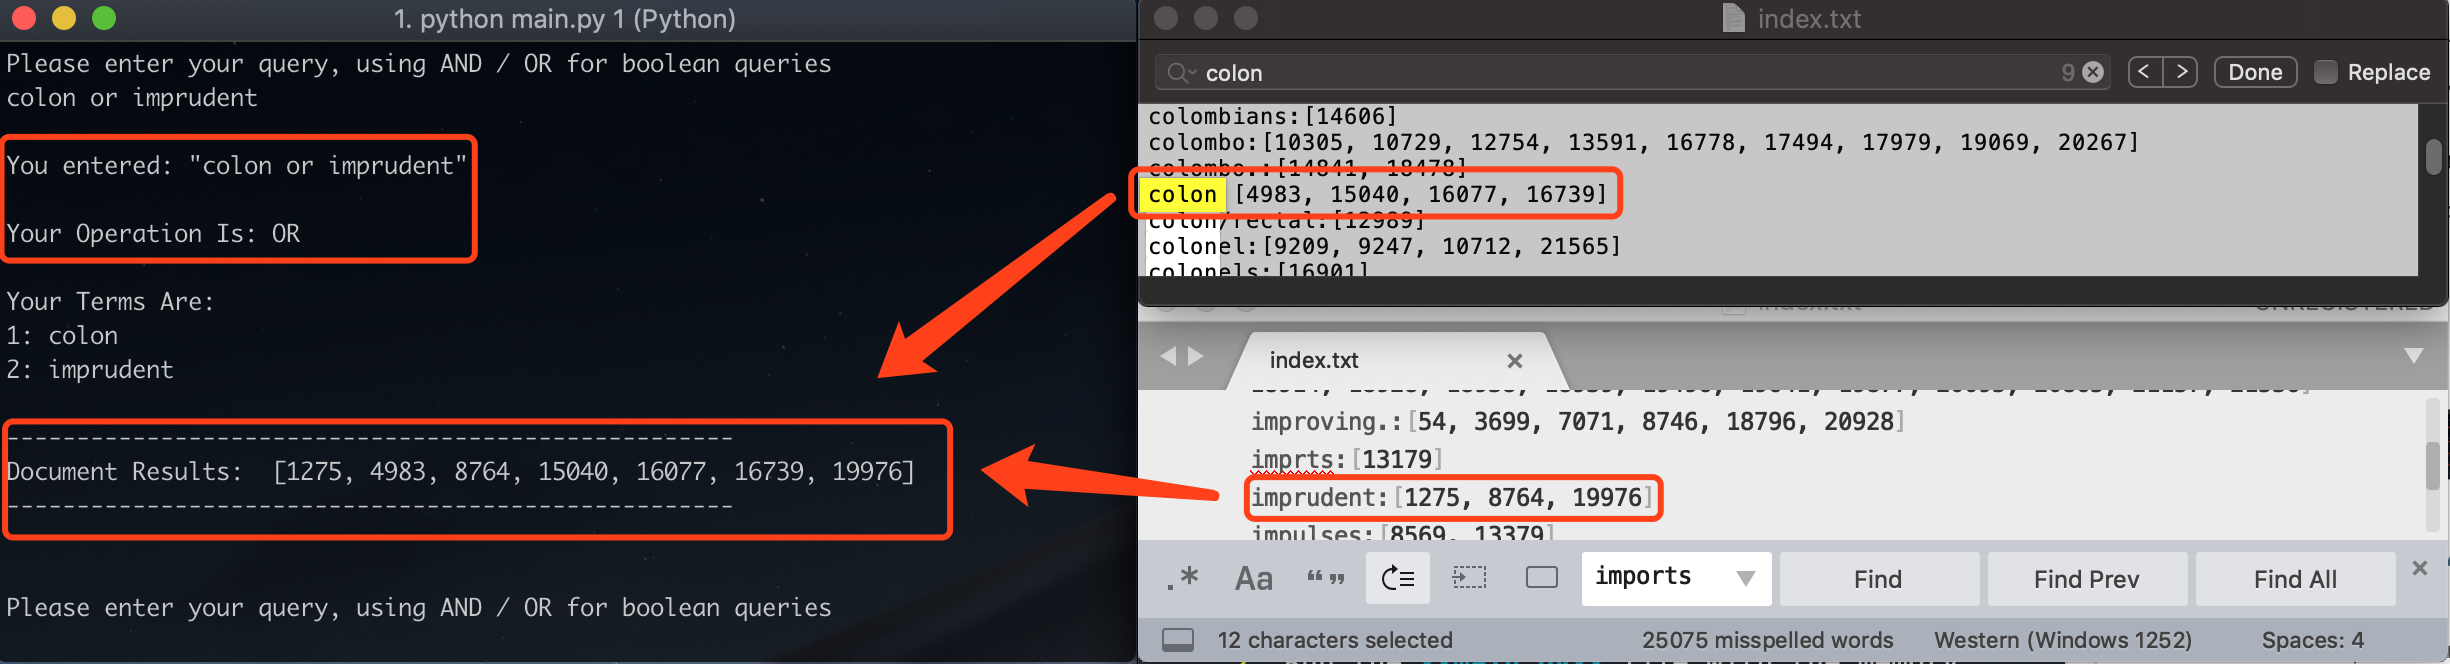 1. python main.py 1 (Python)
Please enter your query, using AND / OR for boolean queries
colon or imprudent
You entered: "colon or imprudent"
Your Operation Is: OR
Your Terms Are:
1: colon
2: imprudent
----------------------------------------------------
Document Results:  [1275, 4983, 8764, 15040, 16077, 16739, 19976]
----------------------------------------------------
Please enter your query, using AND / OR for boolean queries
index.txt
colon 9 < > Done Replace
colombians:[14606]
colombo:[10305, 10729, 12754, 13591, 16778, 17494, 17979, 19069, 20267]
colombo.:[14841, 18478]
colon [4983, 15040, 16077, 16739]
colon/rectal:[12989]
colonel:[9209, 9247, 10712, 21565]
colonels:[16901]
index.txt UNREGISTERED
index.txt ×
improving.:[54, 3699, 7071, 8746, 18796, 20928]
imprts:[13179]
imprudent:[1275, 8764, 19976]
impulses:[8569, 13379]
.* Aa “” imports Find Find Prev Find All ×
12 characters selected 25075 misspelled words Western (Windows 1252) Spaces: 4